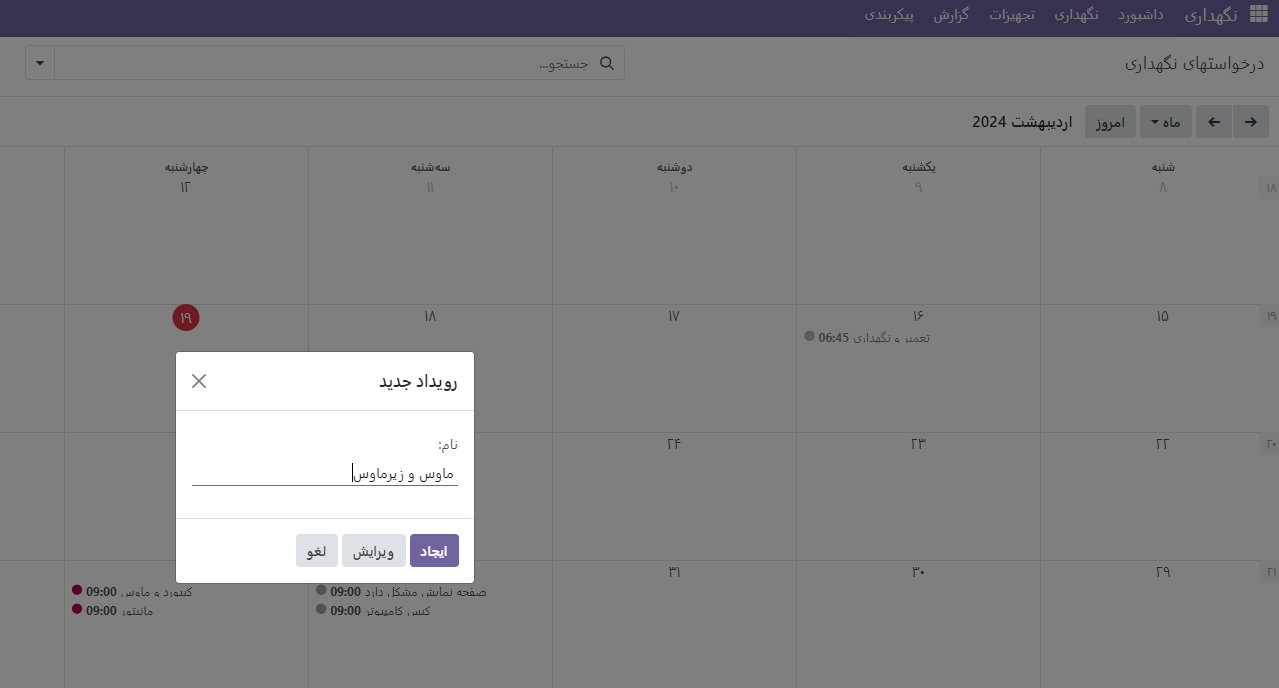 نگهداری داشبورد نگهداری تجهیزات گزارش پیکربندی
درخواستهای نگهداری
جستجو...
ماه امروز اردیبهشت 2024
شنبه یکشنبه دوشنبه سه‌شنبه چهارشنبه
۱۸ ۸ ۹ ۱۰ ۱۱ ۱۲
۱۹ ۱۵ ۱۶ ۱۷ ۱۸ ۱۹
06:45 تعمیر و نگهداری
رویداد جدید
نام:
ماوس و زیرماوس
ایجاد ویرایش لغو
۲۰ ۲۲ ۲۳ ۲۴
۲۱ ۲۹ ۳۰ ۳۱
09:00 صفحه نمایش مشکل دارد
09:00 کیس کامپیوتر
09:00 کیبورد و ماوس
09:00 مانیتور